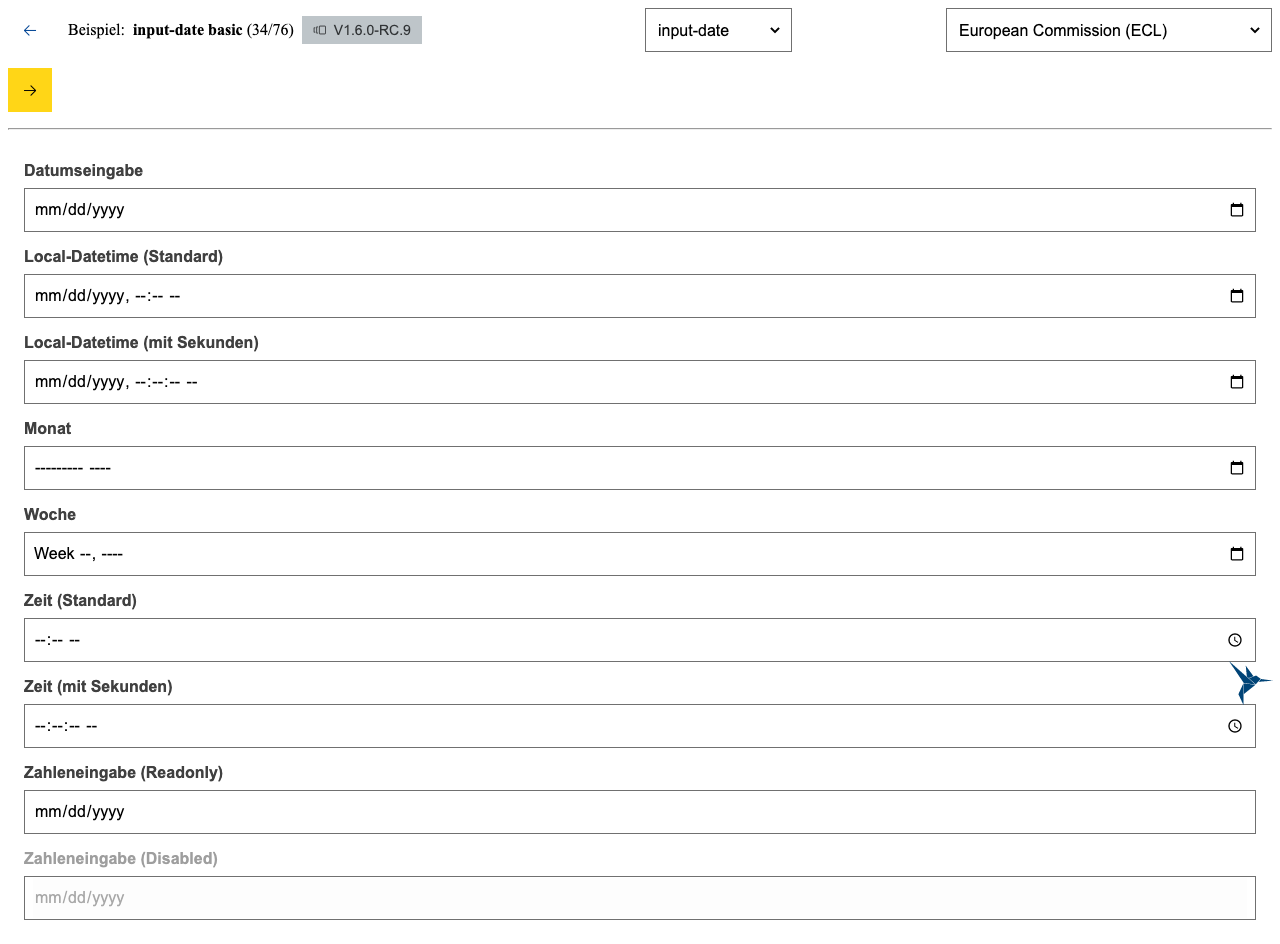 Beispiel: input-date basic (34/76) V1.6.0-RC.9 input-date European Commission (ECL)
Datumseingabe
mm/dd/yyyy
Local-Datetime (Standard)
mm/dd/yyyy, --:-- --
Local-Datetime (mit Sekunden)
mm/dd/yyyy, --:--:-- --
Monat
--------- ----
Woche
Week --, ----
Zeit (Standard)
--:-- --
Zeit (mit Sekunden)
--:--:-- --
Zahleneingabe (Readonly)
mm/dd/yyyy
Zahleneingabe (Disabled)
mm/dd/yyyy